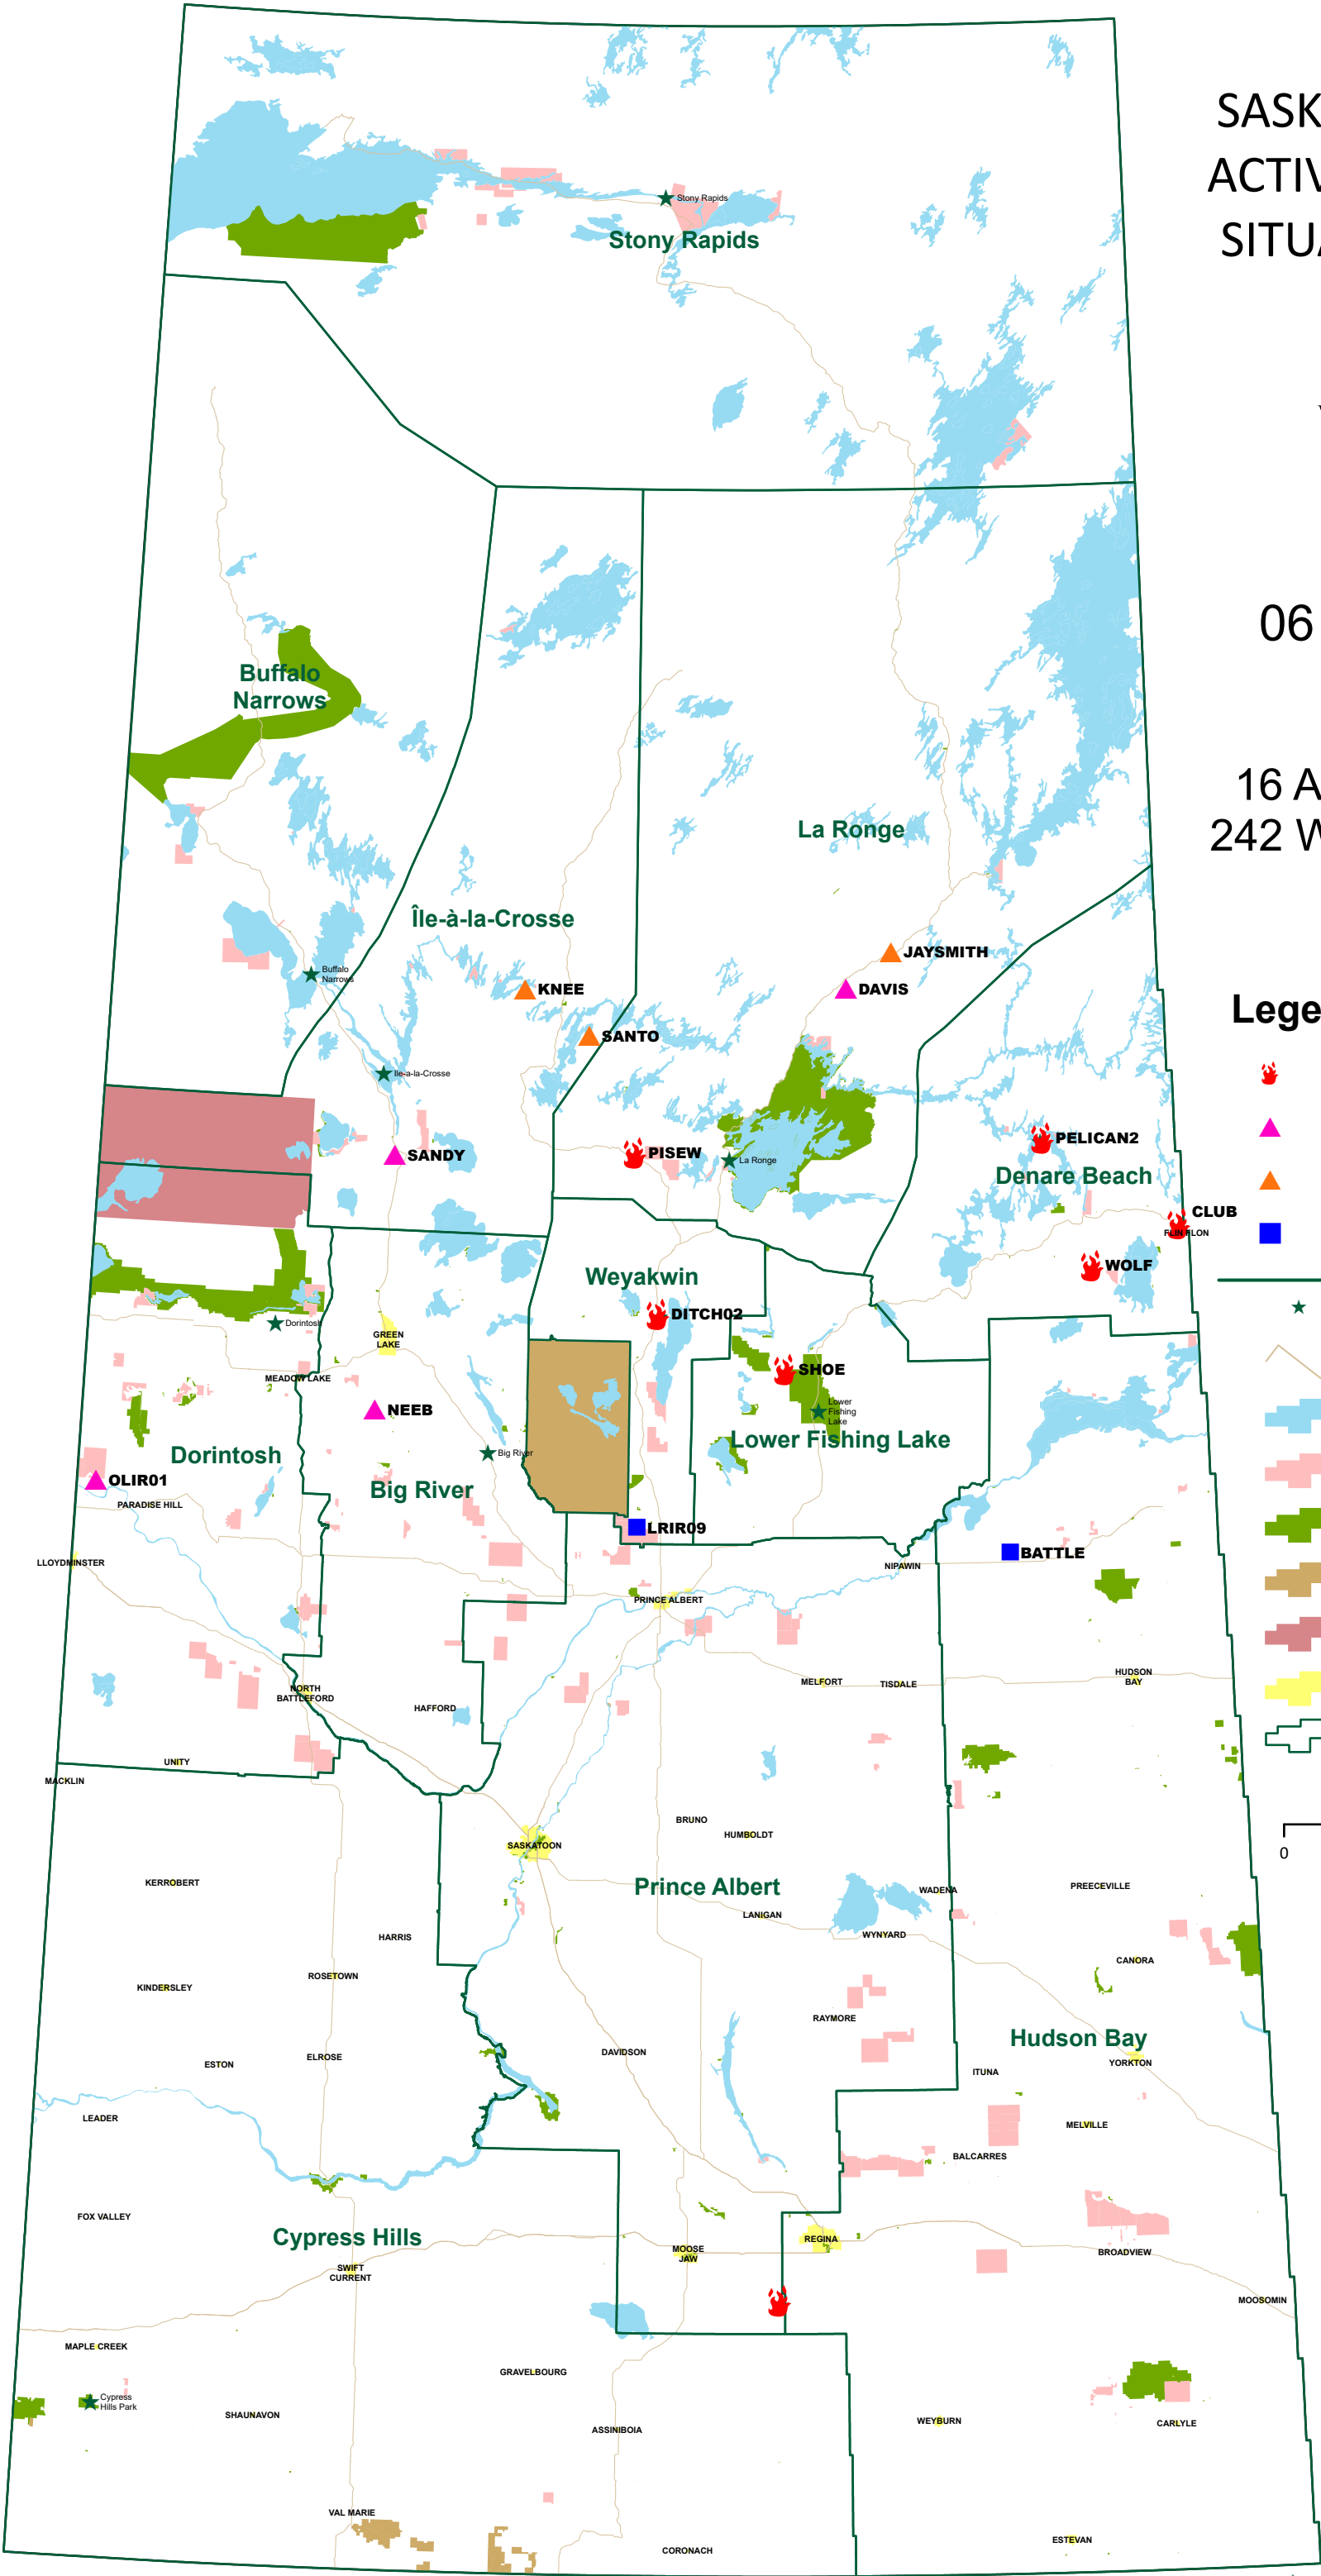 SASK
ACTIV
SITUA
Stony Rapids
Stony Rapids
06
Buffalo
Narrows
16 A
242 W
La Ronge
Île-à-la-Crosse
JAYSMITH
Buffalo
Narrows
KNEE
DAVIS
Lege
SANTO
Ile-a-la-Crosse
PELICAN2
SANDY
PISEW
La Ronge
Denare Beach
CLUB
FLIN FLON
WOLF
Weyakwin
DITCH02
Dorintosh
GREEN
LAKE
SHOE
MEADOW LAKE
Lower
Fishing
Lake
NEEB
Lower Fishing Lake
Dorintosh
Big River
OLIR01
Big River
PARADISE HILL
LRIR09
BATTLE
LLOYDMINSTER
NIPAWIN
PRINCE ALBERT
HUDSON
BAY
MELFORT
TISDALE
NORTH
BATTLEFORD
HAFFORD
UNITY
MACKLIN
BRUNO
HUMBOLDT
SASKATOON
0
KERROBERT
Prince Albert
WADENA
PREECEVILLE
LANIGAN
WYNYARD
HARRIS
CANORA
ROSETOWN
KINDERSLEY
RAYMORE
Hudson Bay
DAVIDSON
ELROSE
ESTON
YORKTON
ITUNA
LEADER
MELVILLE
BALCARRES
FOX VALLEY
Cypress Hills
REGINA
MOOSE
JAW
BROADVIEW
SWIFT
CURRENT
MOOSOMIN
MAPLE CREEK
GRAVELBOURG
Cypress
Hills Park
SHAUNAVON
WEYBURN
CARLYLE
ASSINIBOIA
VAL MARIE
ESTEVAN
CORONACH